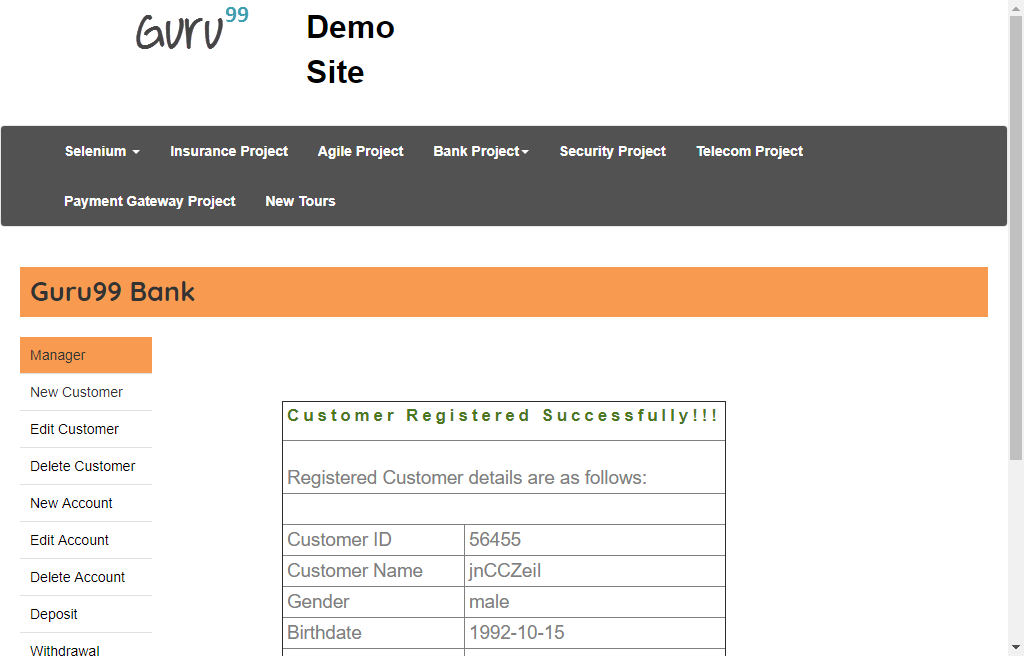 Guru99
Demo
Site
Selenium Insurance Project Agile Project Bank Project Security Project Telecom Project
Payment Gateway Project New Tours
Guru99 Bank
Manager
New Customer
Edit Customer
Delete Customer
New Account
Edit Account
Delete Account
Deposit
Withdrawal
Customer Registered Successfully!!!
Registered Customer details are as follows:
Customer ID 56455
Customer Name jnCCZeil
Gender male
Birthdate 1992-10-15